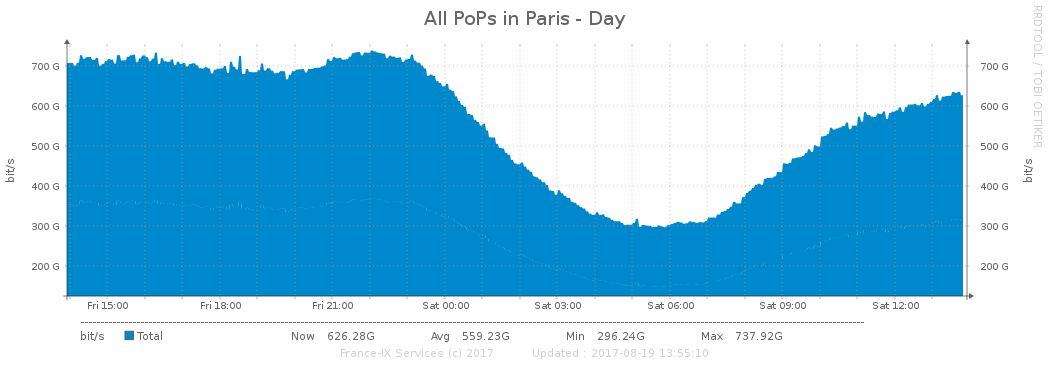 All PoPs in Paris - Day
RRDTOOL / TOBI OETIKER
bit/s
700 G 700 G
600 G 600 G
500 G 500 G
400 G 400 G
300 G 300 G
200 G 200 G
bit/s
Fri 15:00 Fri 18:00 Fri 21:00 Sat 00:00 Sat 03:00 Sat 06:00 Sat 09:00 Sat 12:00
bit/s Total Now 626.28G Avg 559.23G Min 296.24G Max 737.92G
France-IX Services (c) 2017 Updated : 2017-08-19 13:55:10